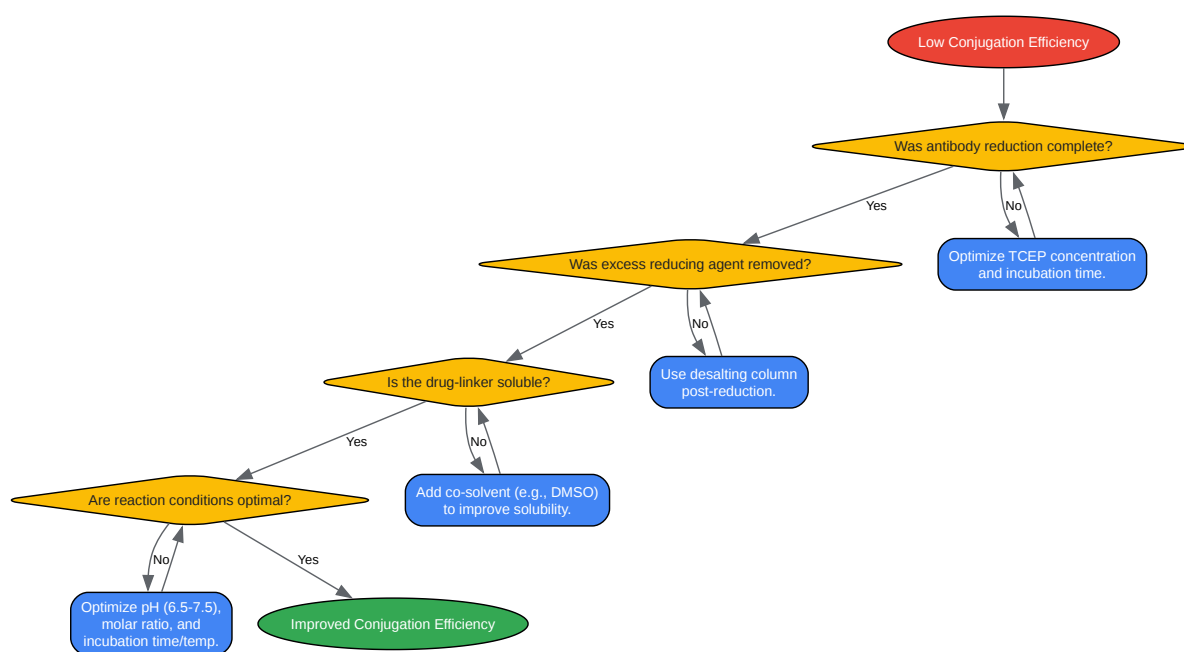 Low Conjugation Efficiency
Was antibody reduction complete?
Yes
No
Optimize TCEP concentration
and incubation time.
Was excess reducing agent removed?
Yes
No
Use desalting column
post-reduction.
Is the drug-linker soluble?
Yes
No
Add co-solvent (e.g., DMSO)
to improve solubility.
Are reaction conditions optimal?
No
Yes
Optimize pH (6.5-7.5),
molar ratio, and
incubation time/temp.
Improved Conjugation Efficiency